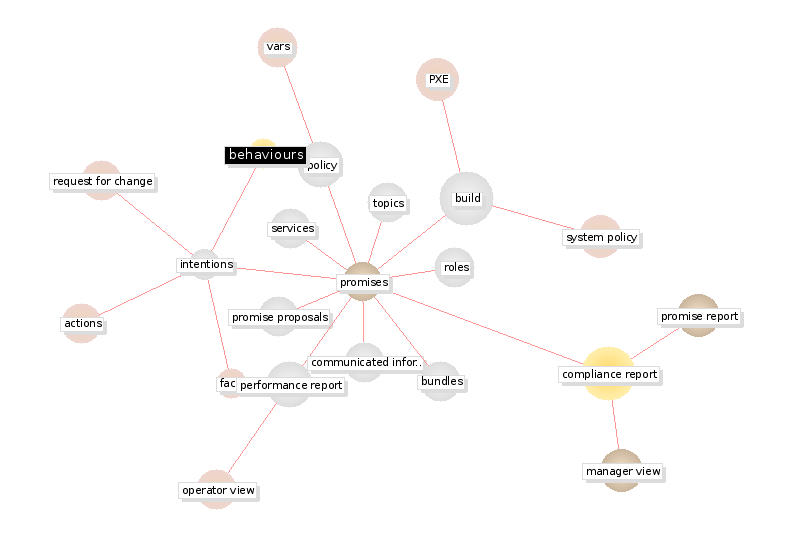 vars
PXE
behaviours
policy
request for change
build
topics
services
system policy
intentions
roles
promises
promise report
promise proposals
actions
communicated infor..
compliance report
fac
performance report
bundles
manager view
operator view